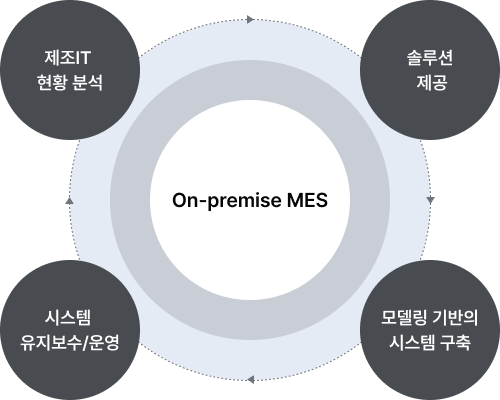 제조IT
현황 분석
솔루션
제공
On-premise MES
시스템
유지보수/운영
모델링 기반의
시스템 구축